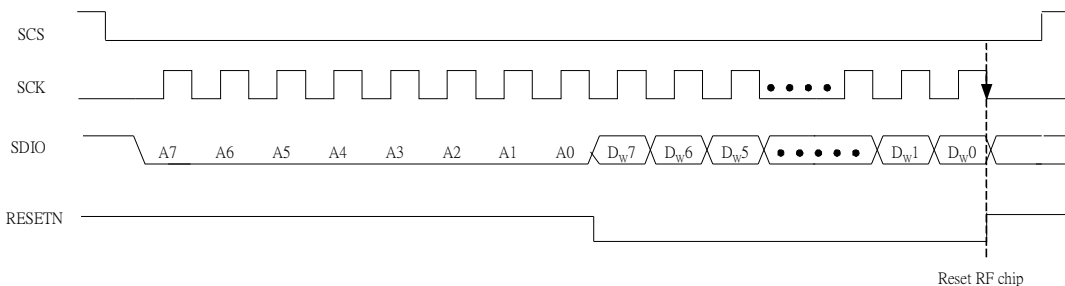 SCS
SCK
SDIO A7 A6 A5 A4 A3 A2 A1 A0 DW7 DW6 DW5 DW1 DW0
RESETN
Reset RF chip